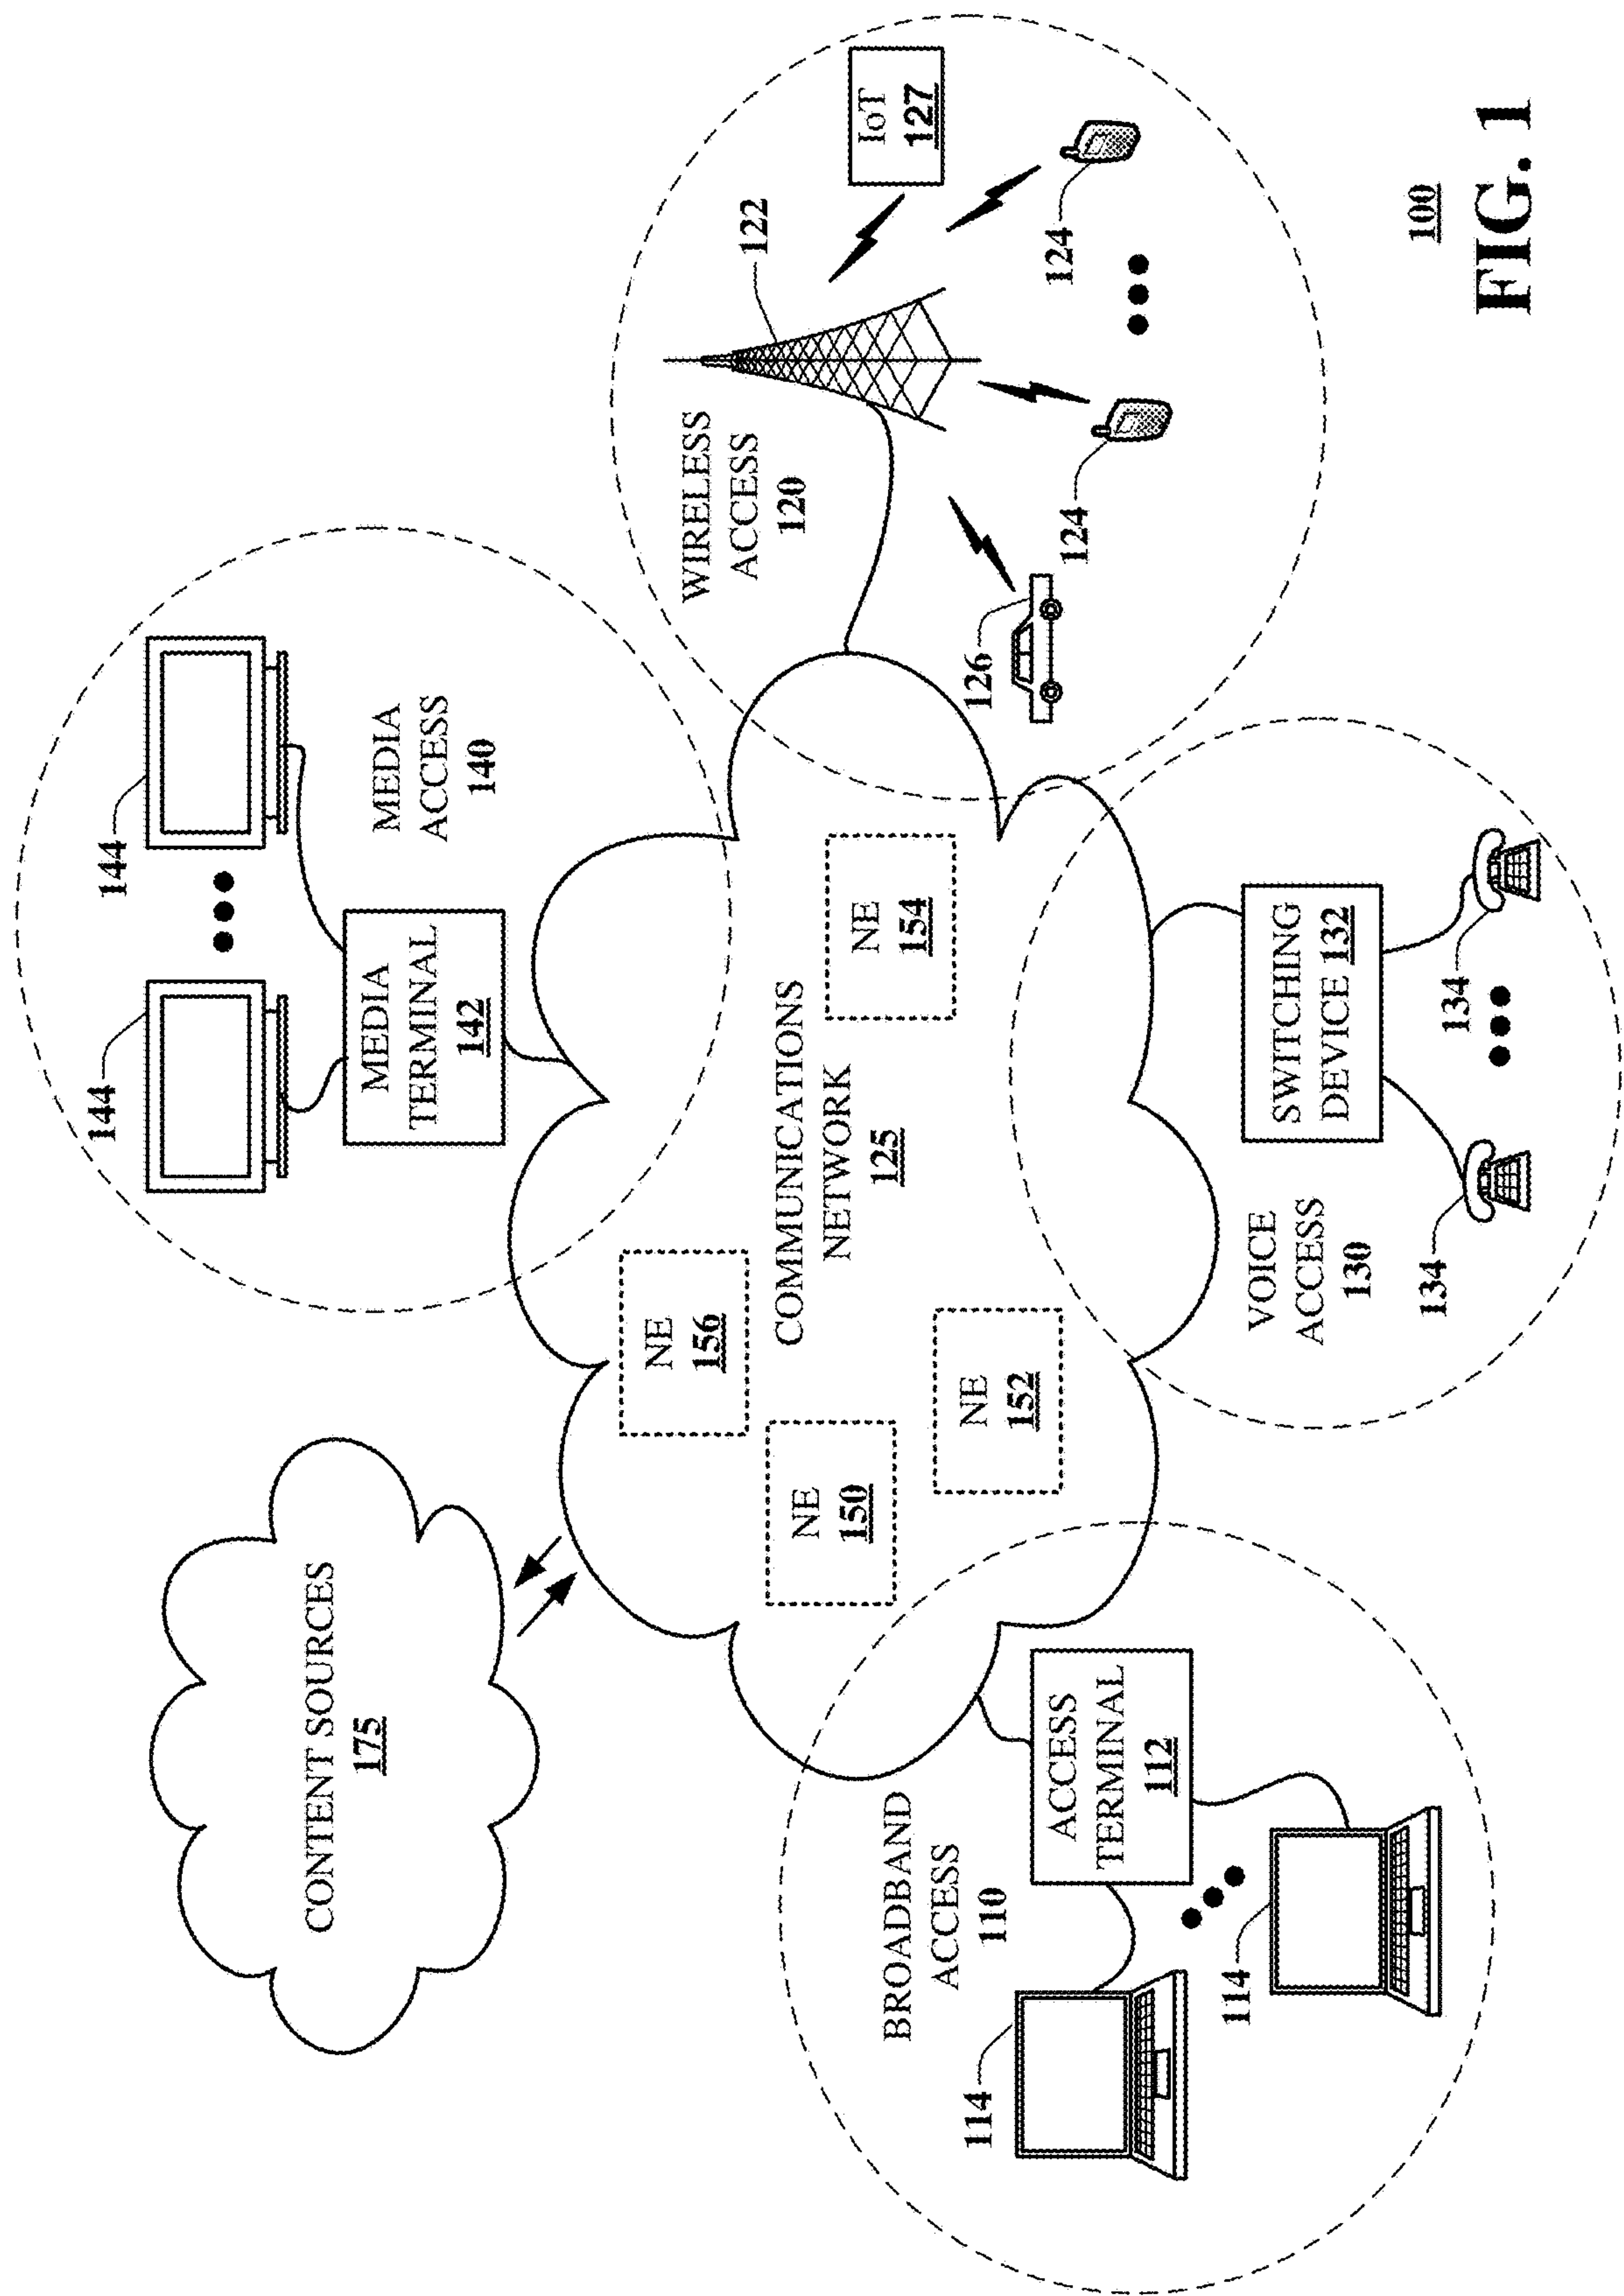 CONTENT SOURCES
175
144
144
MEDIA
TERMINAL
142
MEDIA
ACCESS
140
NE
156
NE
150
NE
152
COMMUNICATIONS
NETWORK
125
NE
154
WIRELESS
ACCESS
120
122
IoT
127
124
124
126
BROADBAND
ACCESS
110
ACCESS
TERMINAL
112
114
114
VOICE
ACCESS
130
SWITCHING
DEVICE 132
134
134
100
FIG. 1